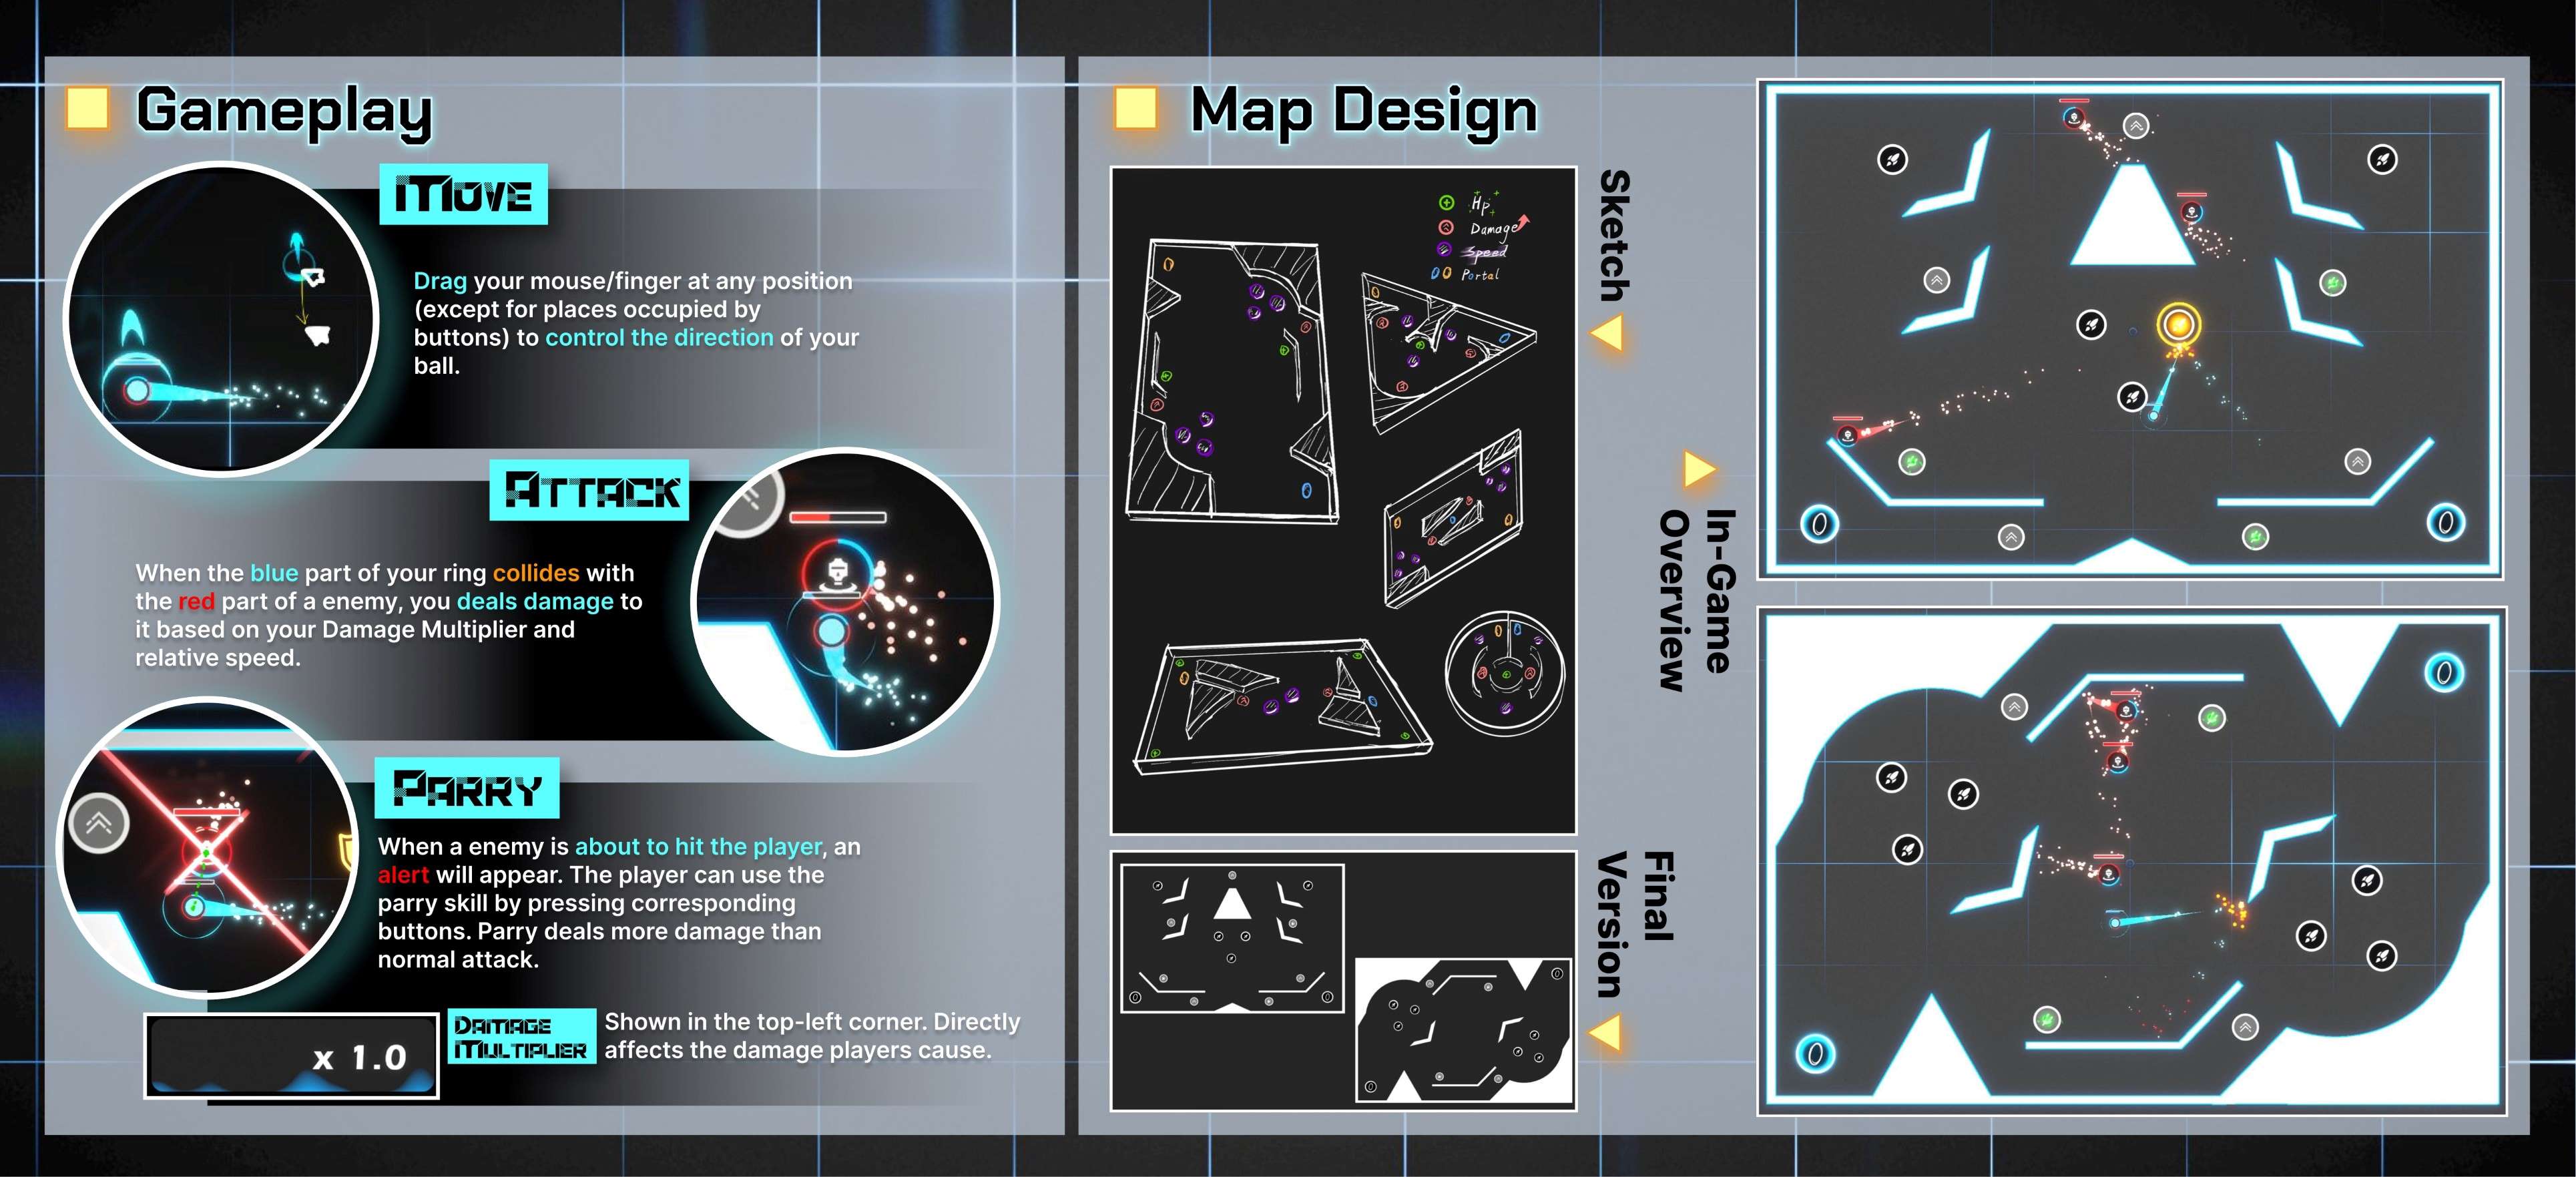 Gameplay
Move
Drag your mouse/finger at any position
(except for places occupied by
buttons) to control the direction of your
ball.
Attack
When the blue part of your ring collides with
the red part of a enemy, you deals damage to
it based on your Damage Multiplier and
relative speed.
Parry
When a enemy is about to hit the player, an
alert will appear. The player can use the
parry skill by pressing corresponding
buttons. Parry deals more damage than
normal attack.
x 1.0
Damage
Multiplier
Shown in the top-left corner. Directly
affects the damage players cause.
Map Design
Hp
Damage
Speed
Portal
Sketch
In-Game
Overview
Final
Version